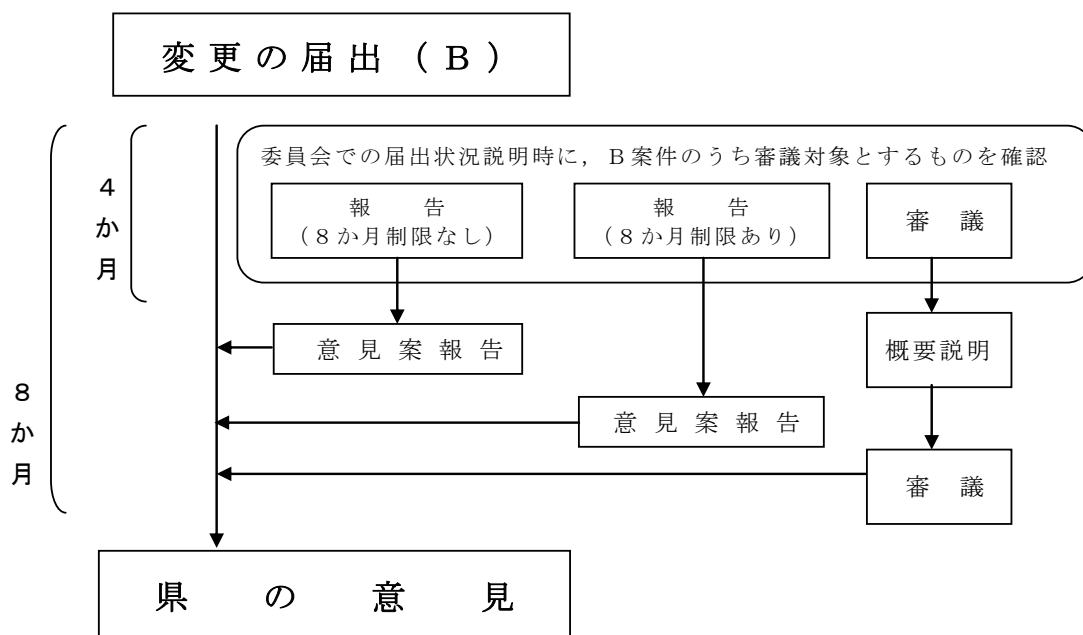 変更の届出（Ｂ）
４か月
８か月
委員会での届出状況説明時に，Ｂ案件のうち審議対象とするものを確認
報　告
（８か月制限なし）
報　告
（８か月制限あり）
審　議
意見案報告
概要説明
意見案報告
審　議
県の意見